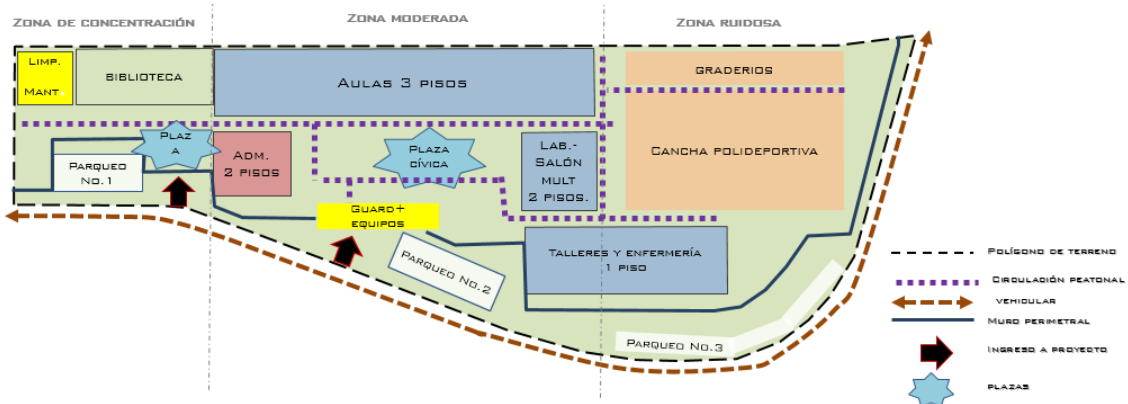 Zona de concentración
Zona moderada
Zona ruidosa
Limp.
Mant.
biblioteca
Aulas 3 pisos
graderios
Plaz
a
Parqueo
No.1
Adm.
2 pisos
Plaza
cívica
Lab.-
Salón
mult
2 pisos.
Cancha polideportiva
Guard+
equipos
Parqueo No.2
Talleres y enfermería
1 piso
Parqueo No.3
Polígono de terreno
Circulación peatonal
vehicular
Muro perimetral
Ingreso a proyecto
plazas